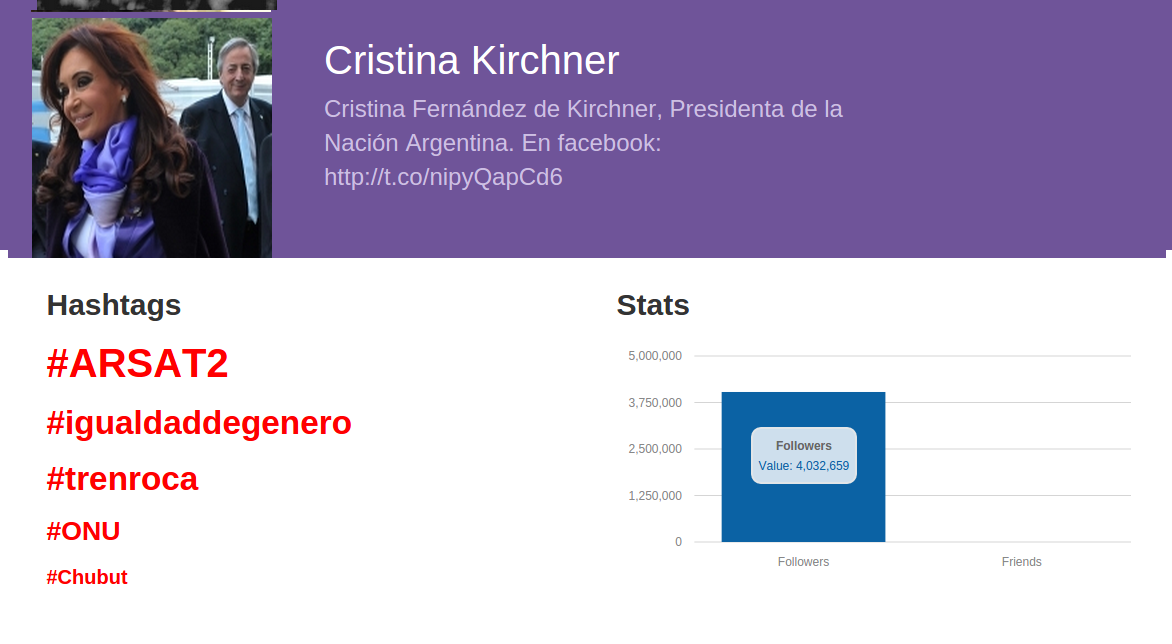 Cristina Kirchner
Cristina Fernández de Kirchner, Presidenta de la
Nación Argentina. En facebook:
http://t.co/nipyQapCd6
Hashtags
#ARSAT2
#igualdaddegenero
#trenroca
#ONU
#Chubut
Stats
5,000,000
3,750,000
2,500,000
1,250,000
0
Followers
Value: 4,032,659
Followers
Friends